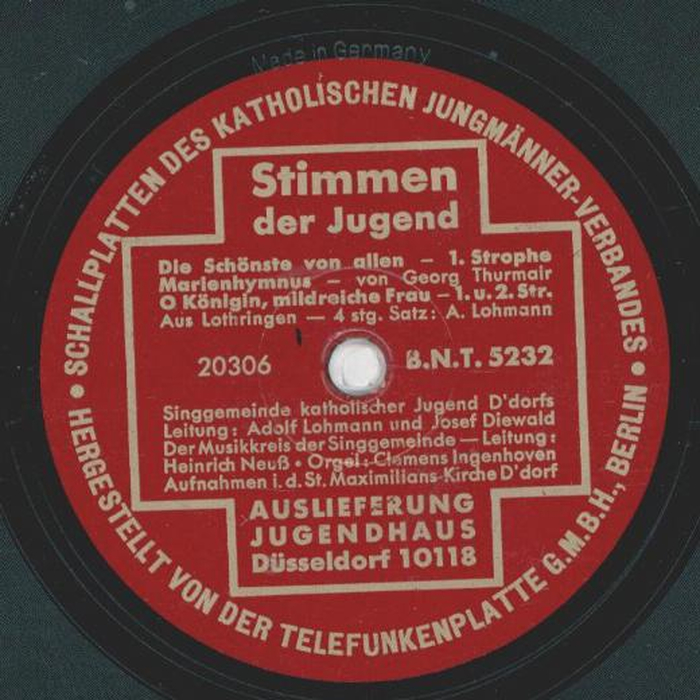 Made in Germany
SCHALLPLATTEN DES KATHOLISCHEN JUNGMÄNNER-VERBANDES
Stimmen
der Jugend
Die Schönste von allen — 1. Strophe
Marienhymnus — von Georg Thurmair
O Königin, mildreiche Frau — 1. u. 2. Str.
Aus Lothringen — 4 stg. Satz: A. Lohmann
20306
B.N.T. 5232
Singgemeinde katholischer Jugend D'dorfs
Leitung: Adolf Lohmann und Josef Diewald
Der Musikkreis der Singgemeinde — Leitung:
Heinrich Neuß • Orgel: Clemens Ingenhoven
Aufnahmen i. d. St. Maximilians Kirche D'dorf
AUSLIEFERUNG
JUGENDHAUS
Düsseldorf 10118
• HERGESTELLT VON DER TELEFUNKENPLATTE G.M.B.H., BERLIN •